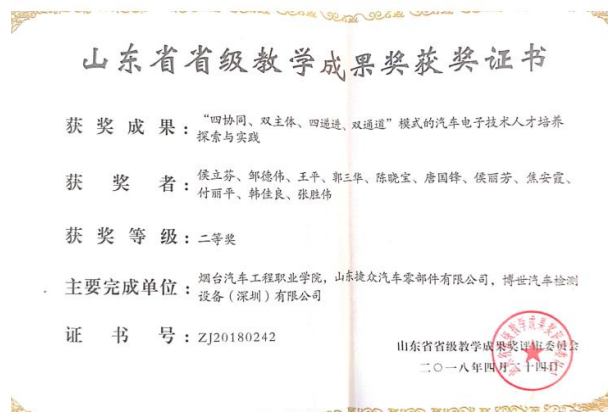 山东省省级教学成果奖获奖证书
获奖成果：“四协同、双主体、四递进、双通道”模式的汽车电子技术人才培养
探索与实践
获奖者：侯立芬、邹德伟、王平、郭三华、陈晓宝、唐国锋、侯丽芳、焦安霞、
付丽平、韩佳良、张胜伟
获奖等级：二等奖
主要完成单位：烟台汽车工程职业学院，山东捷众汽车零部件有限公司，博世汽车检测
设备（深圳）有限公司
证书号：ZJ20180242
山东省省级教学成果奖评审委员会
二〇一八年四月二十四日